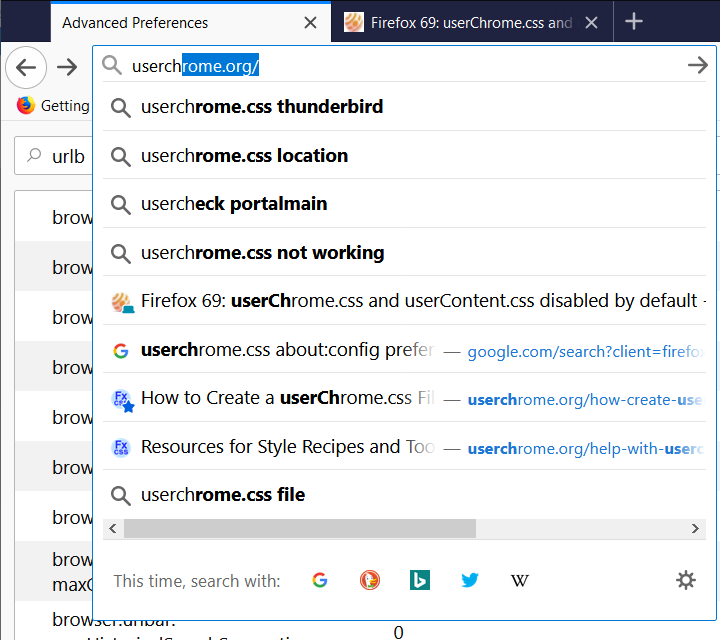 Advanced Preferences
Firefox 69: userChrome.css and
userchrome.org/
Getting
urlb
userchrome.css thunderbird
userchrome.css location
brow
usercheck portalmain
brow
userchrome.css not working
brow
Firefox 69: userChrome.css and userContent.css disabled by default -
brow
userchrome.css about:config prefer — google.com/search?client=firefox
brow
How to Create a userChrome.css Fil — userchrome.org/how-create-use
brow
Resources for Style Recipes and Too — userchrome.org/help-with-userc
brow
userchrome.css file
brow
maxC
This time, search with:
W
browser.urlbar.
0